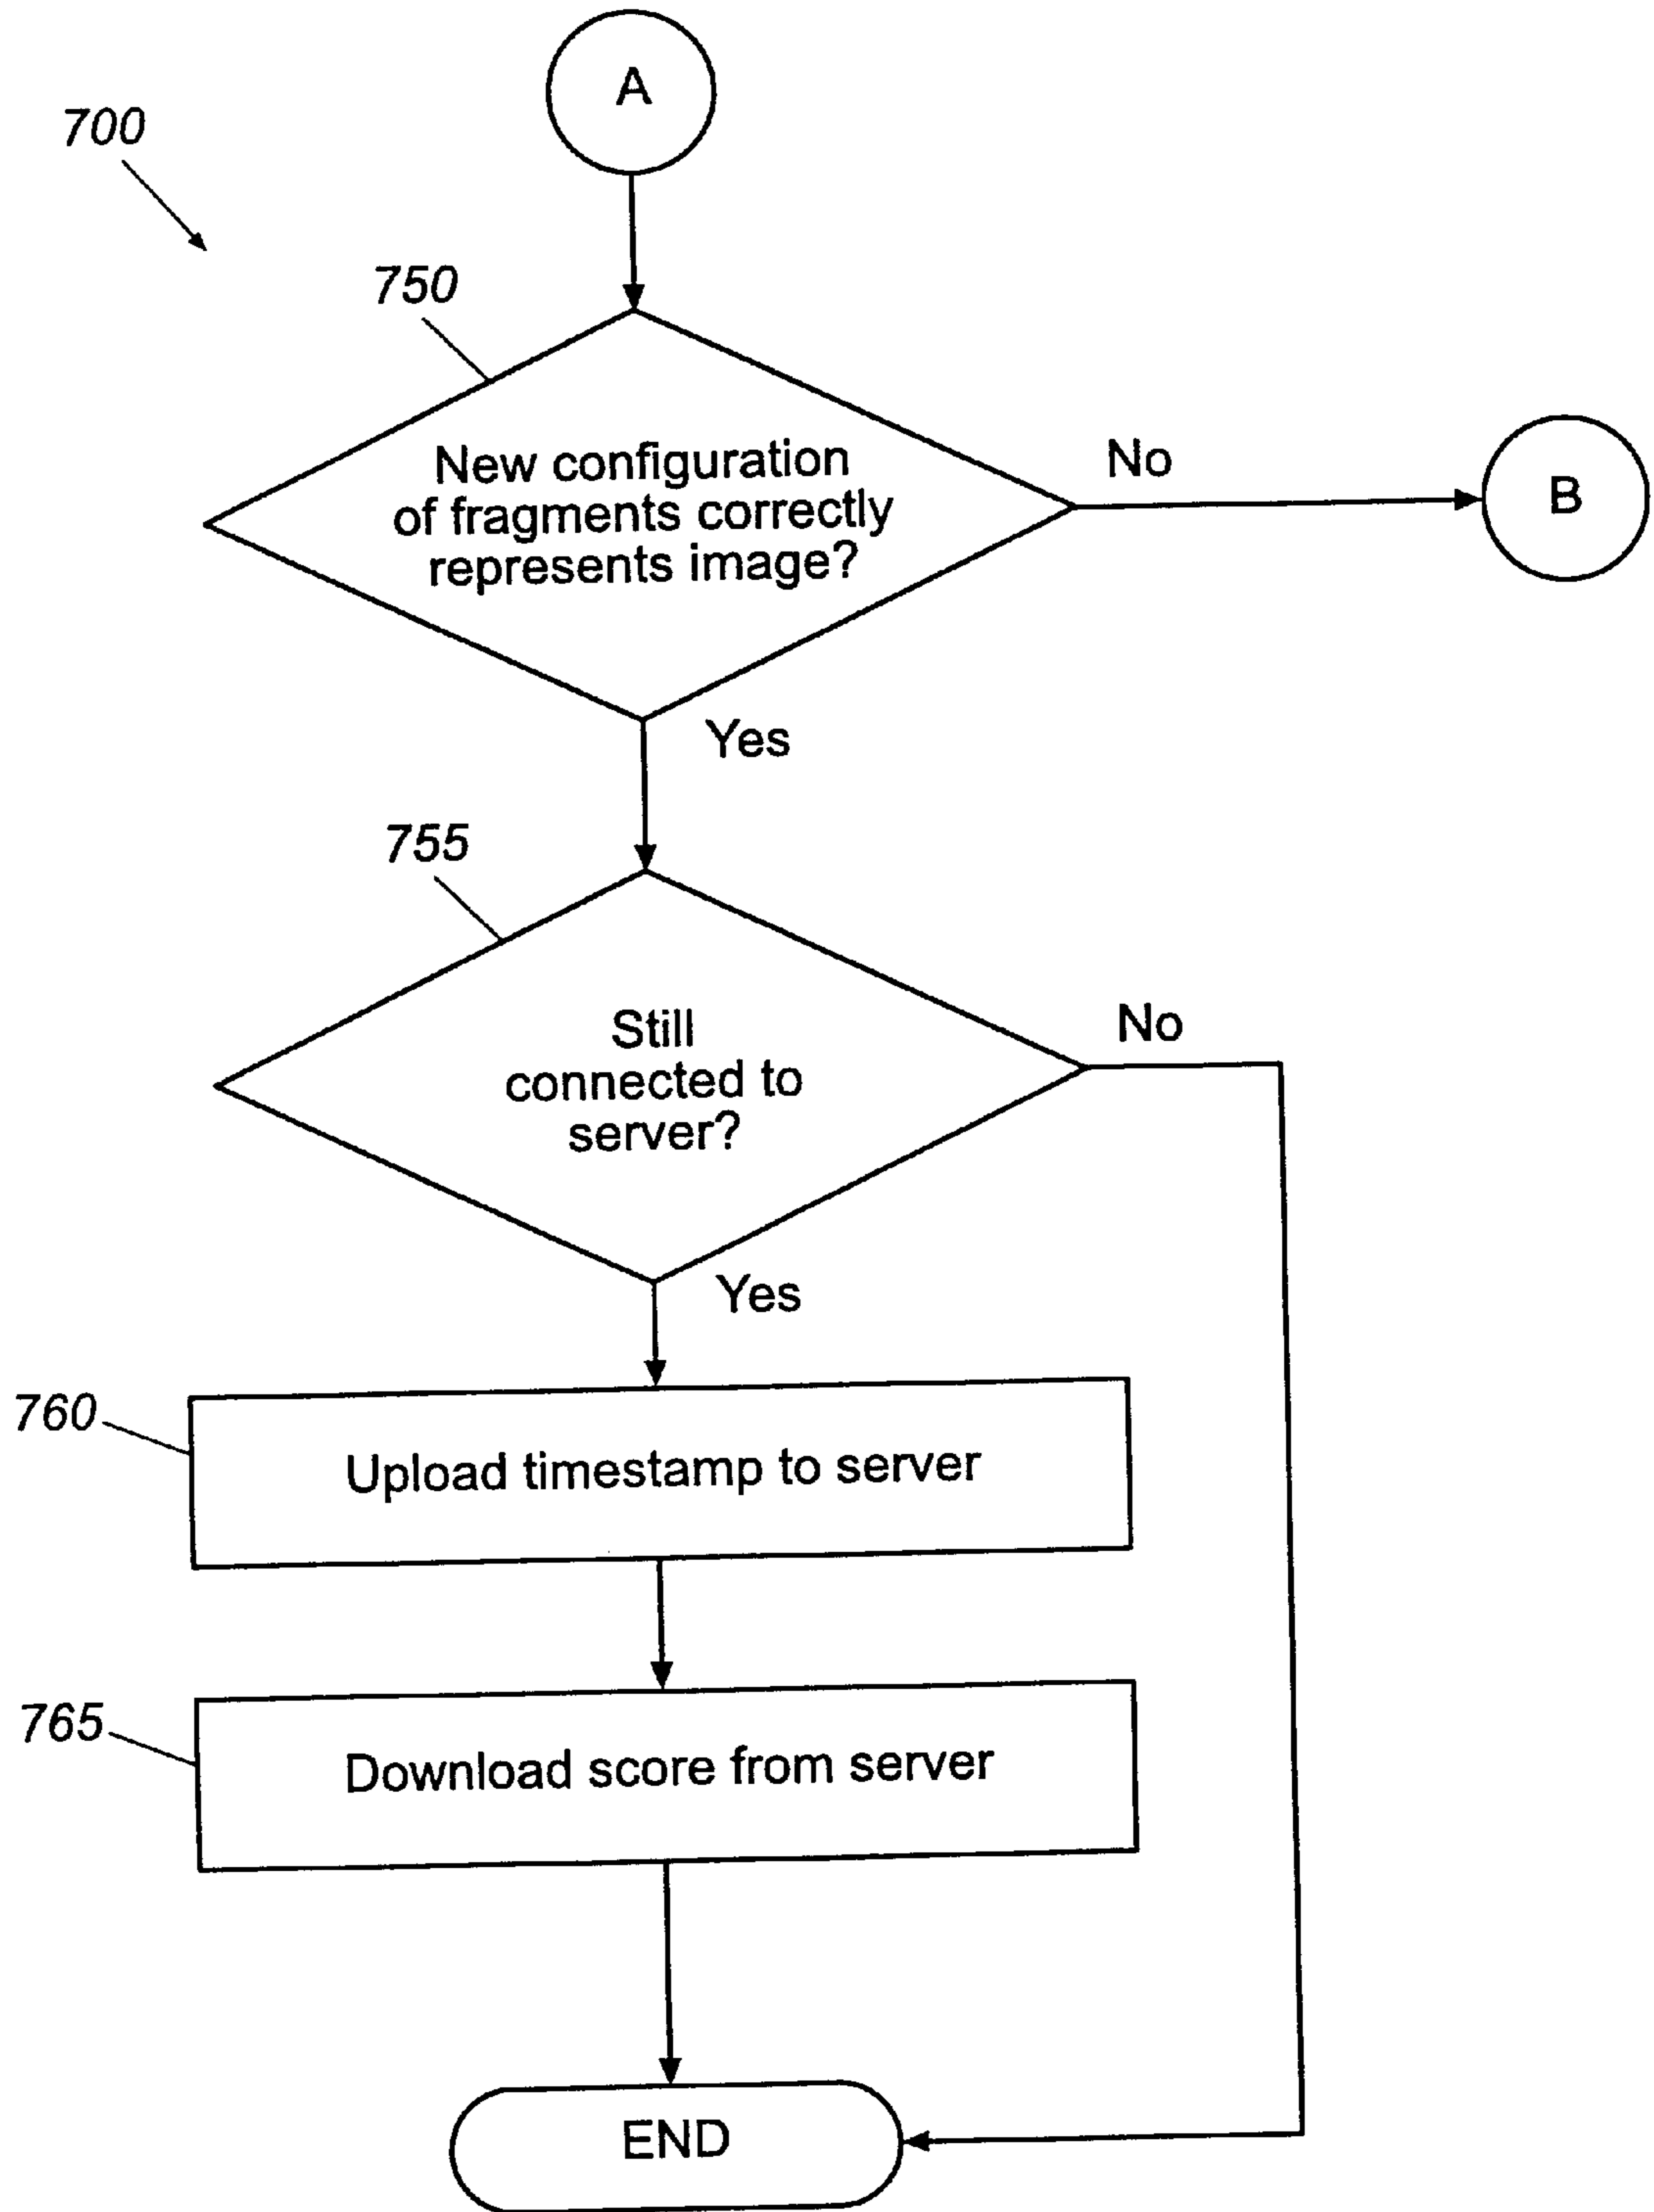 A
700
750
New configuration
of fragments correctly
represents image?
No
B
Yes
755
Still
connected to
server?
No
Yes
760
Upload timestamp to server
765
Download score from server
END